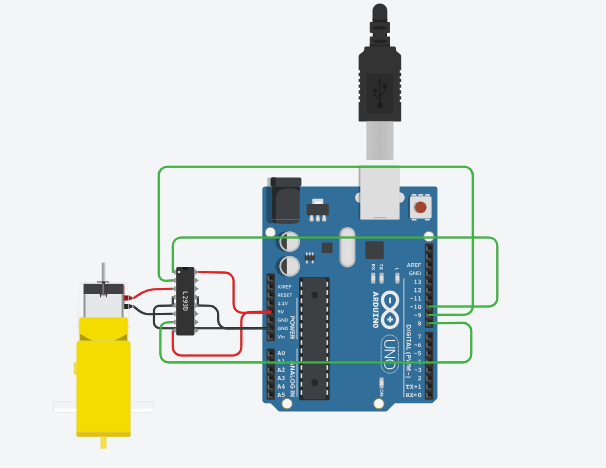 AREF
GND
13
12
~11
~10
~9
8
7
~6
~5
~3
2
TX→1
RX←0
DIGITAL (PWM~)
IOREF
RESET
3.3V
5V
GND
GND
Vin
POWER
A0
A2
A3
A4
A5
ANALOG IN
L293D
RX
TX
L
ARDUINO
UNO
ON